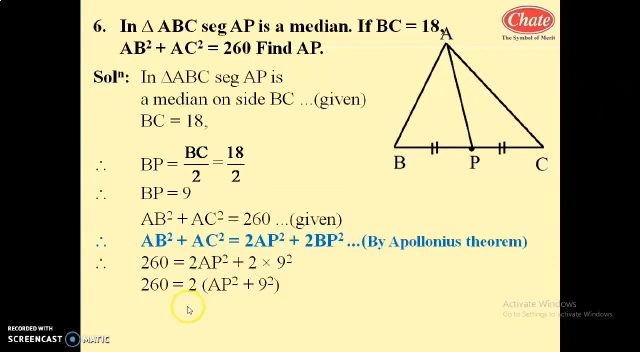 Chate
The Symbol of Merit
6. In Δ ABC seg AP is a median. If BC = 18,
AB² + AC² = 260 Find AP.
Solⁿ: In ΔABC seg AP is
a median on side BC ...(given)
BC = 18,
∴ BP = BC/2 = 18/2
∴ BP = 9
AB² + AC² = 260 ...(given)
∴ AB² + AC² = 2AP² + 2BP² ...(By Apollonius theorem)
∴ 260 = 2AP² + 2 × 9²
260 = 2 (AP² + 9²)
A
B P C
Activate Windows
Go to Settings to activate Windows.
RECORDED WITH
SCREENCAST MATIC